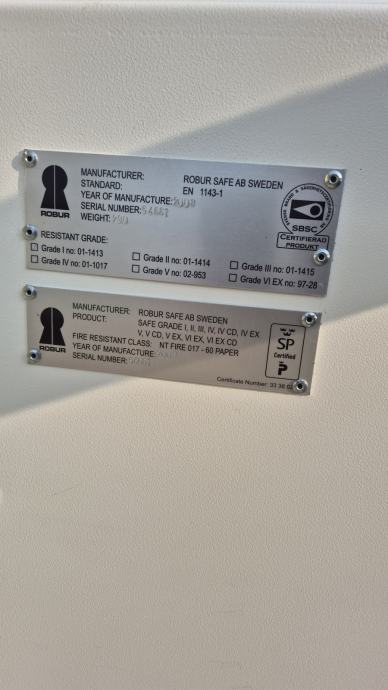 ROBUR
MANUFACTURER: ROBUR SAFE AB SWEDEN
STANDARD: EN 1143-1
YEAR OF MANUFACTURE: 2008
SERIAL NUMBER:
WEIGHT:
SBSC
CERTIFIERAD
PRODUKT
RESISTANT GRADE:
Grade I no: 01-1413 Grade II no: 01-1414 Grade III no: 01-1415
Grade IV no: 01-1017 Grade V no: 02-953 Grade VI EX no: 97-28
ROBUR
MANUFACTURER: ROBUR SAFE AB SWEDEN
PRODUCT: SAFE GRADE I, II, III, IV, IV CD, IV EX
V, V CD, V EX, VI EX, VI EX CD
FIRE RESISTANT CLASS: NT FIRE 017 - 60 PAPER
YEAR OF MANUFACTURE:
SERIAL NUMBER:
SP
Certified
P
Certificate Number: 33 38 02